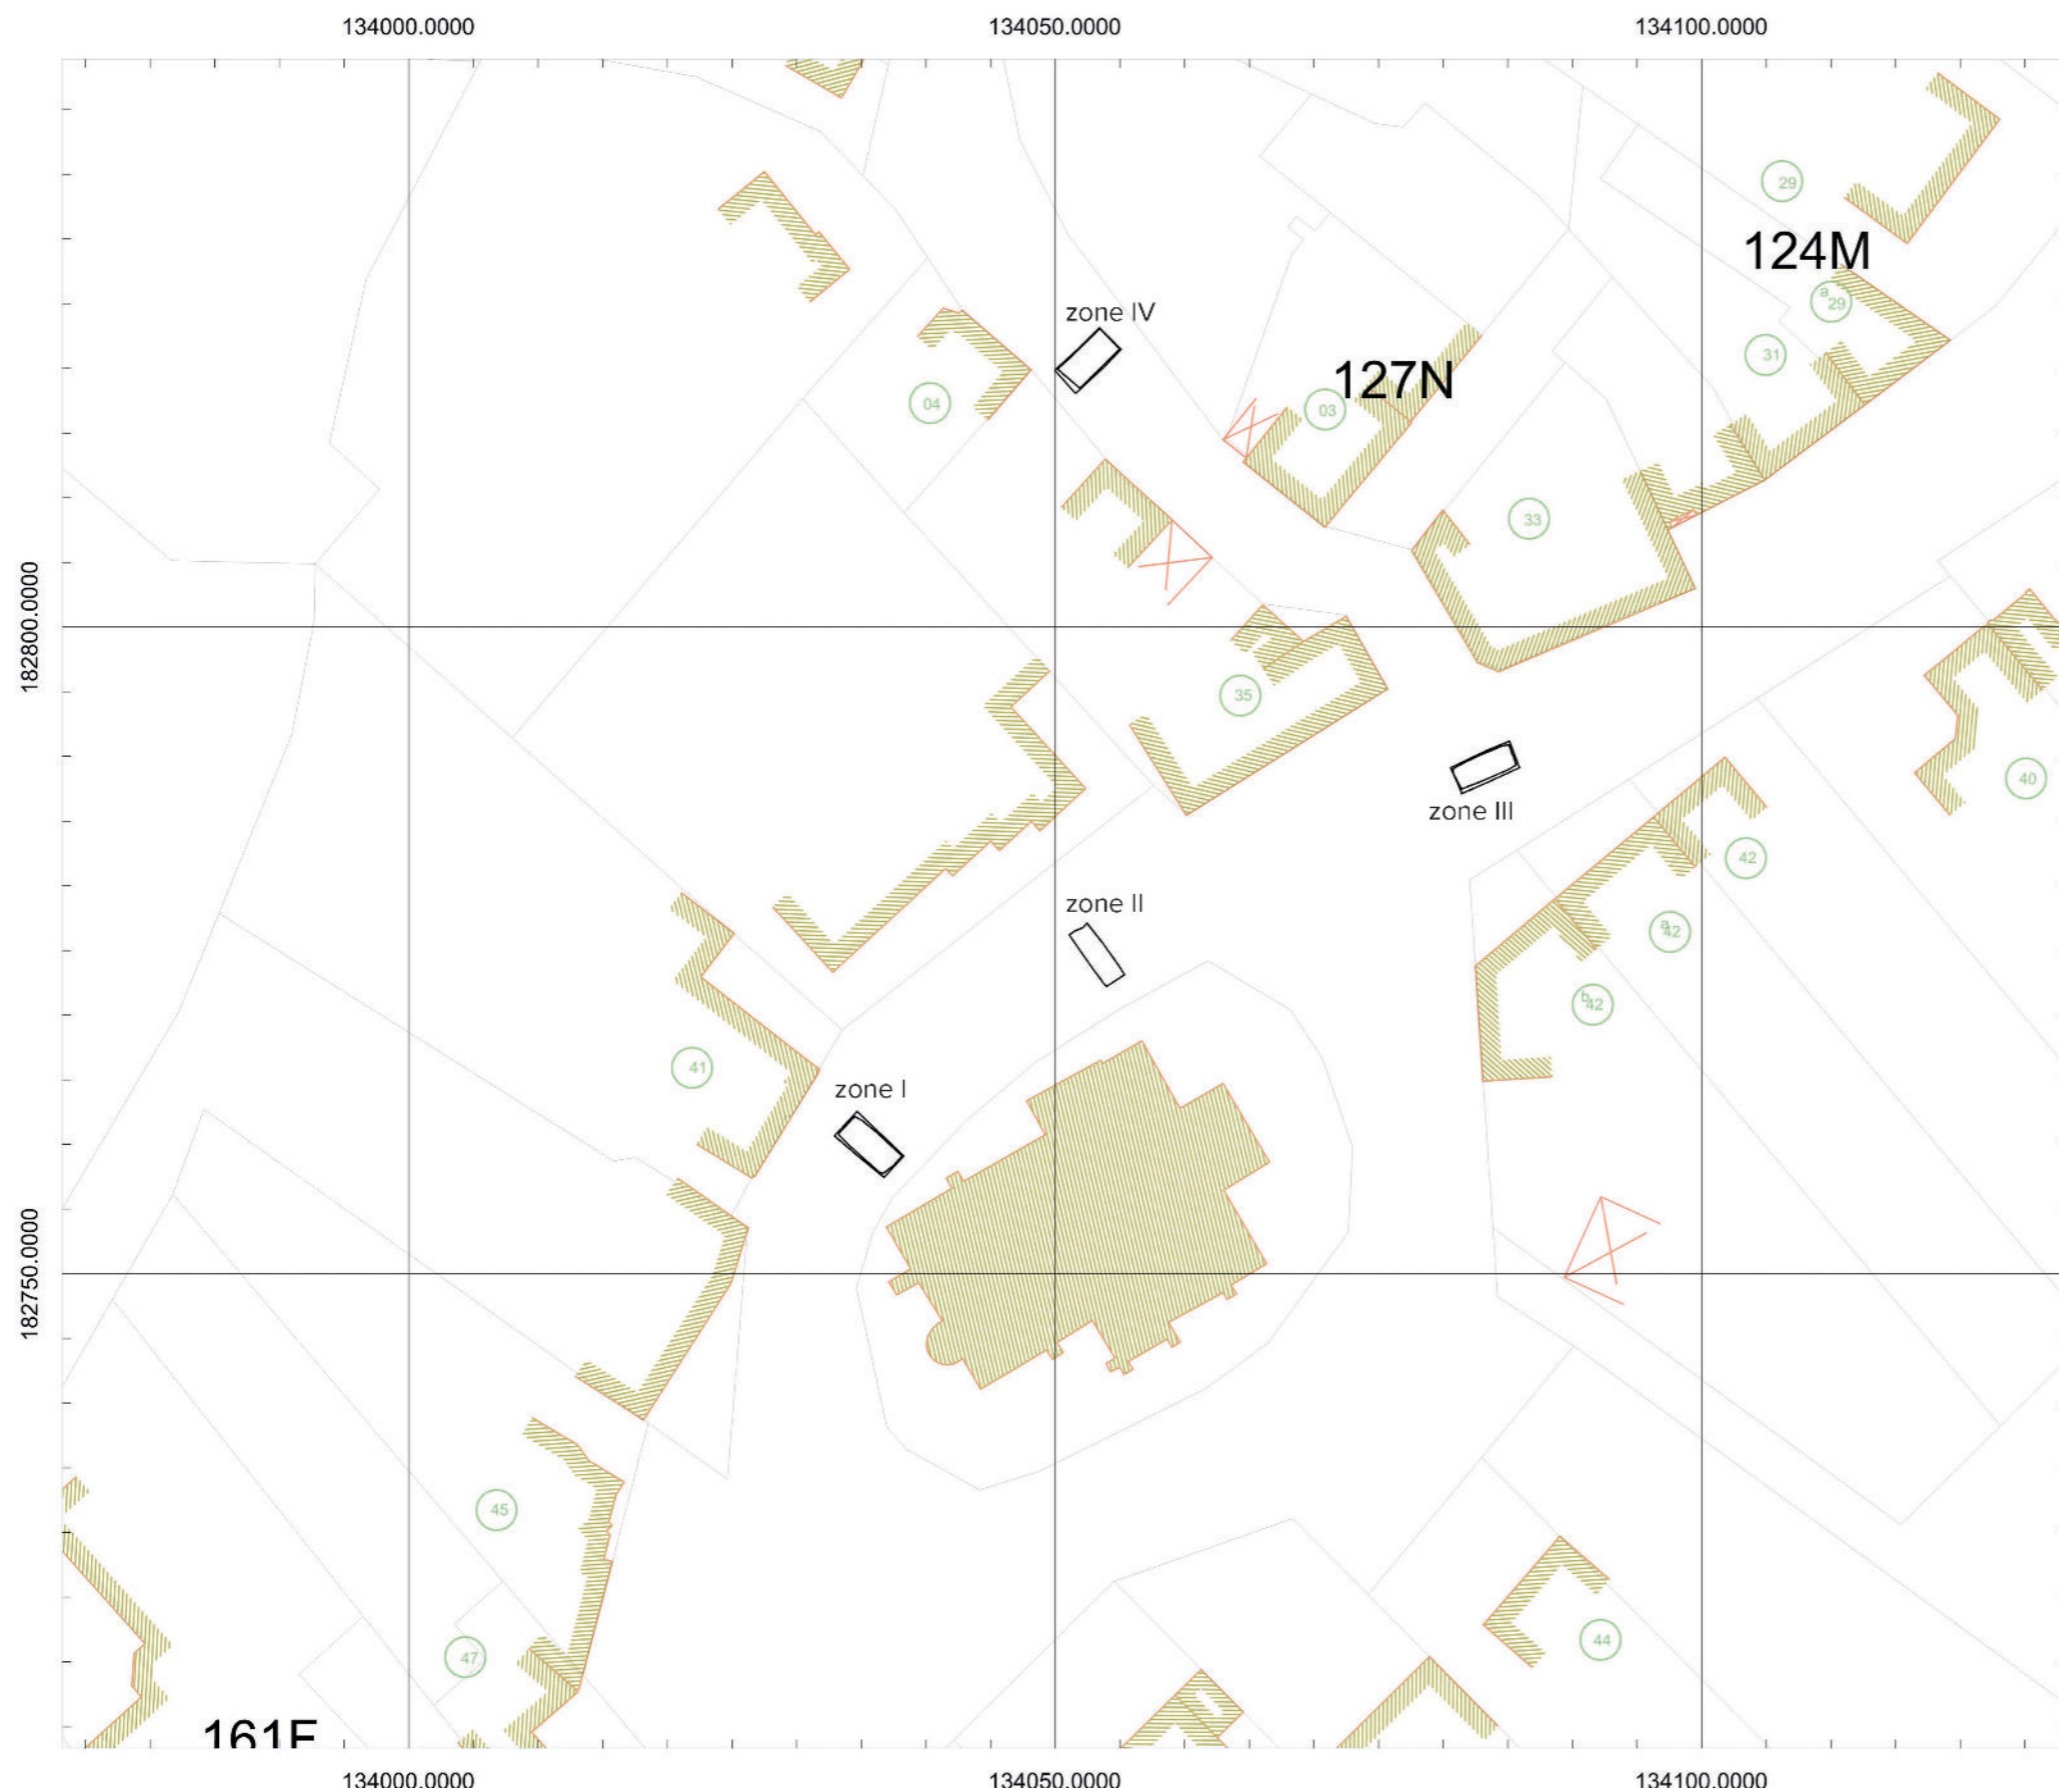 134000.0000 134050.0000 134100.0000
29
124M
a29
zone IV
31
127N
04
03
33
182800.0000
35
zone III
40
42
zone II
a42
b42
41
zone I
182750.0000
45
44
47
161F
134000.0000 134050.0000 134100.0000